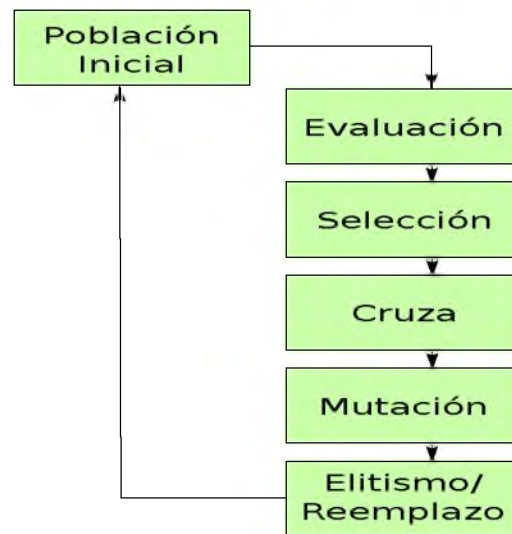 Población
Inicial
Evaluación
Selección
Cruza
Mutación
Elitismo/
Reemplazo